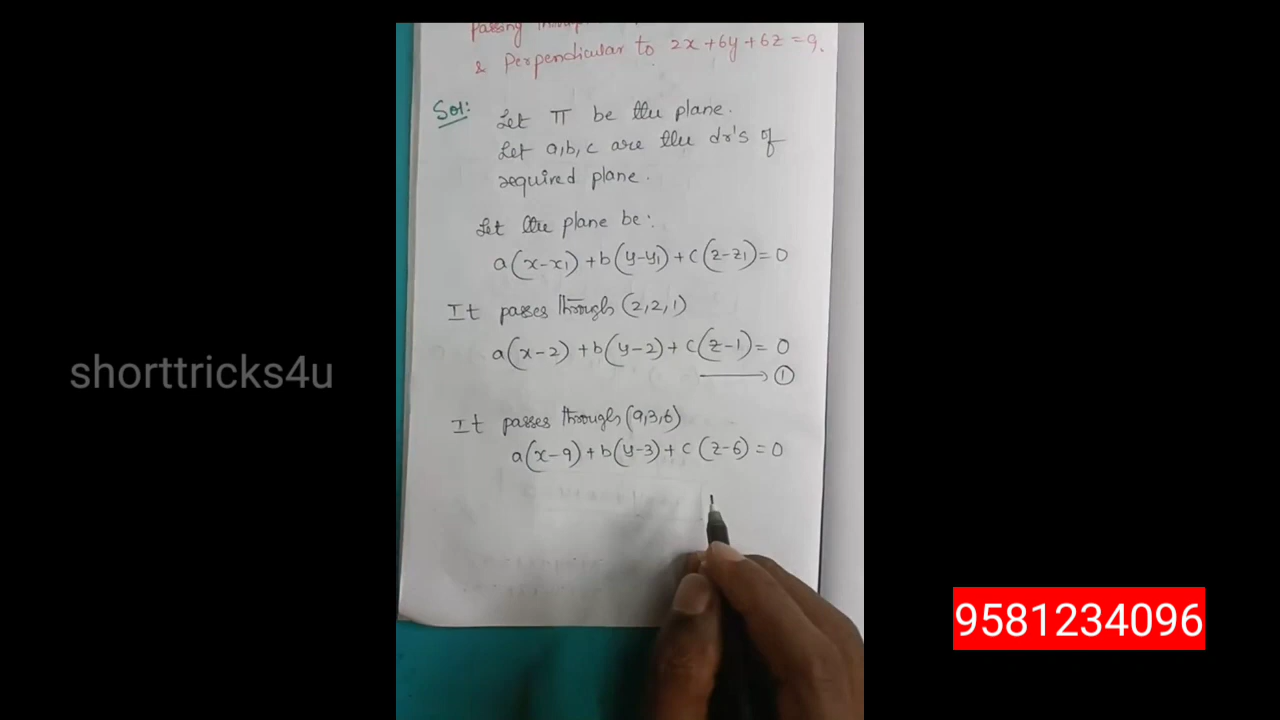 passing through
& Perpendicular to 2x+6y+6z=9.
Sol:
Let π be the plane.
Let a,b,c are the dr's of
required plane.
Let the plane be:
a(x-x₁)+b(y-y₁)+c(z-z₁)=0
It passes through (2,2,1)
a(x-2)+b(y-2)+c(z-1)=0
①
It passes through (9,3,6)
a(x-9)+b(y-3)+c(z-6)=0
shorttricks4u
9581234096